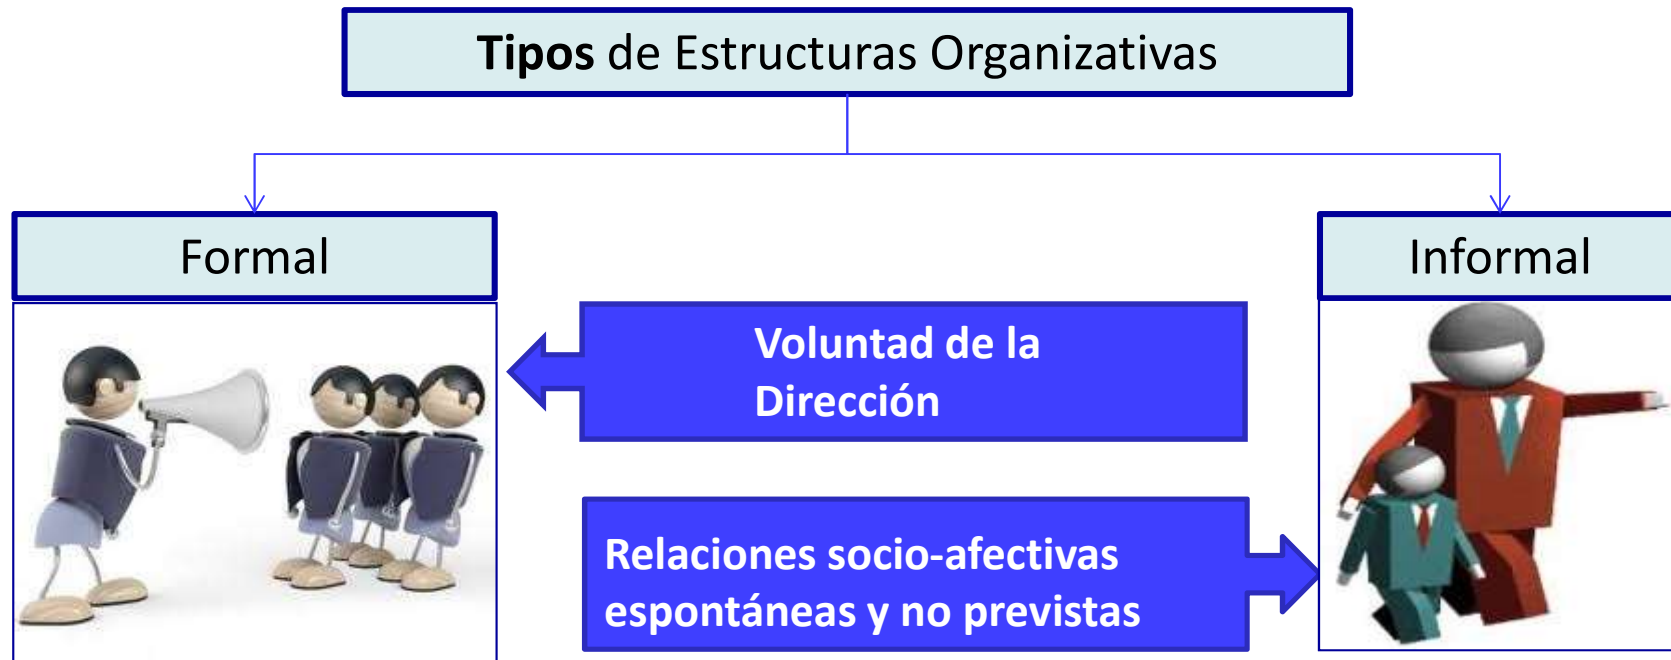 Tipos de Estructuras Organizativas
Formal
Informal
Voluntad de la
Dirección
Relaciones socio-afectivas
espontáneas y no previstas